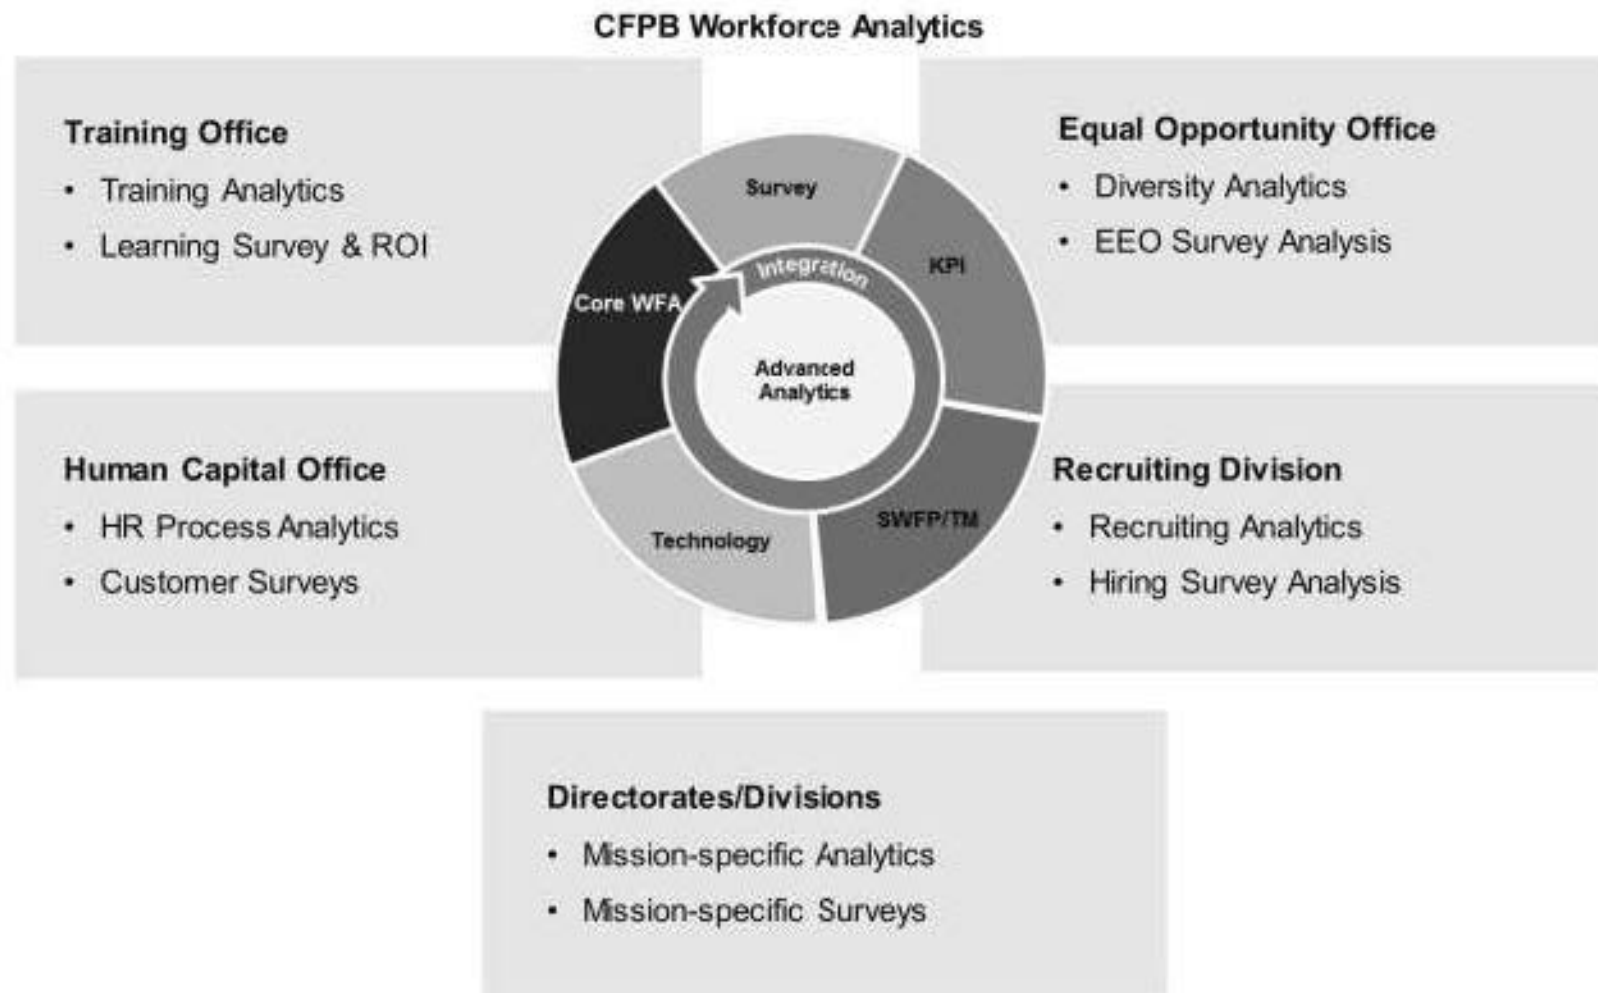 CFPB Workforce Analytics
Training Office
• Training Analytics
• Learning Survey & ROI
Equal Opportunity Office
• Diversity Analytics
• EEO Survey Analysis
Survey
KPI
Integration
Core WFA
Advanced
Analytics
SWFP/TM
Technology
Human Capital Office
• HR Process Analytics
• Customer Surveys
Recruiting Division
• Recruiting Analytics
• Hiring Survey Analysis
Directorates/Divisions
• Mission-specific Analytics
• Mission-specific Surveys